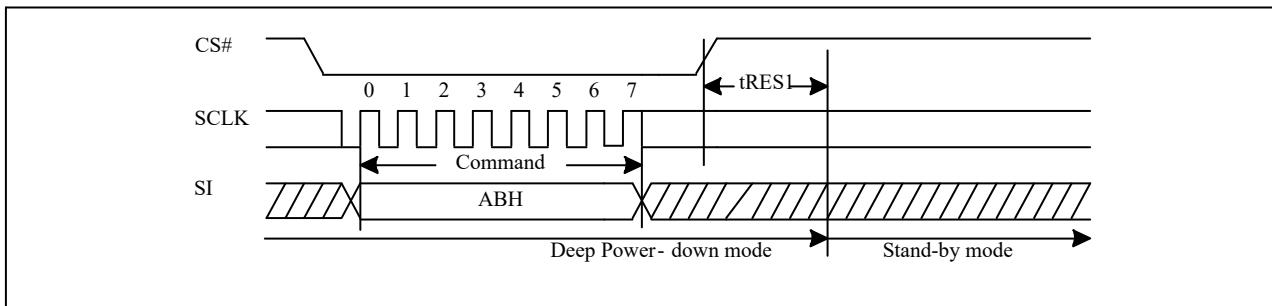 CS#
tRES1
0 1 2 3 4 5 6 7
SCLK
Command
SI
ABH
Deep Power- down mode Stand-by mode